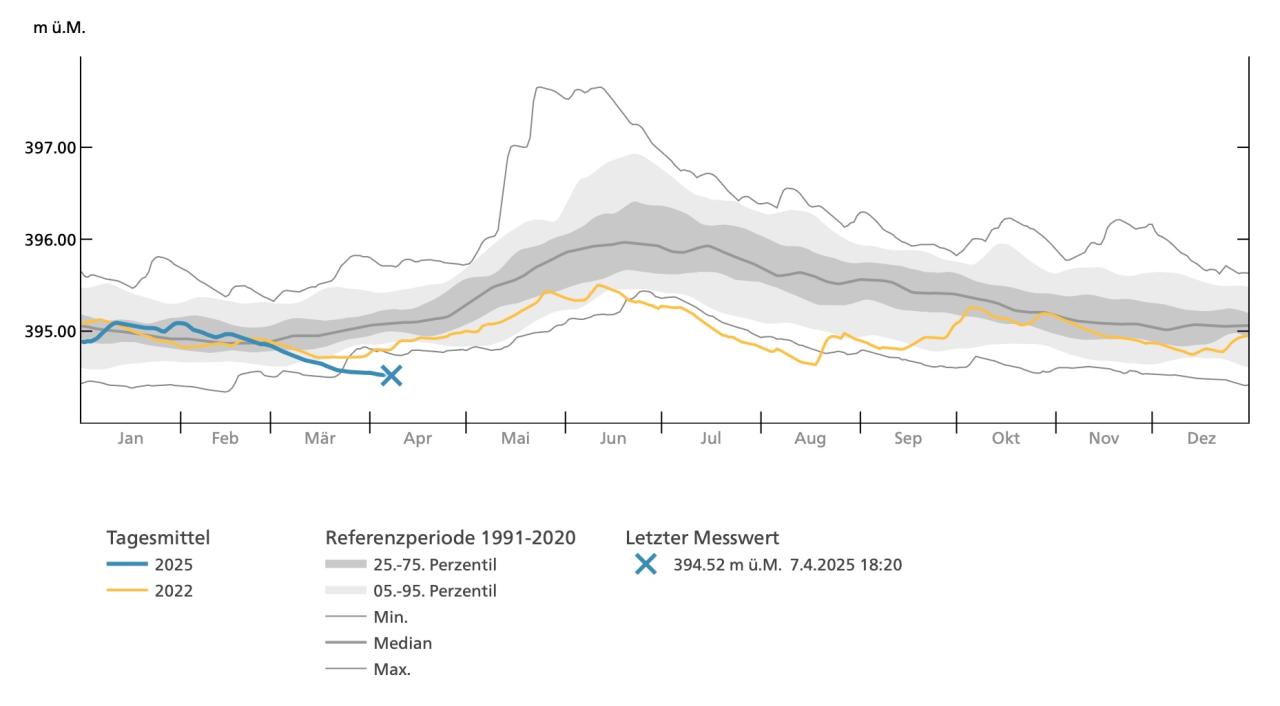 m ü.M.
397.00
396.00
395.00
Jan Feb Mär Apr Mai Jun Jul Aug Sep Okt Nov Dez
Tagesmittel Referenzperiode 1991-2020 Letzter Messwert
2025 25.-75. Perzentil 394.52 m ü.M. 7.4.2025 18:20
2022 05.-95. Perzentil
Min.
Median
Max.